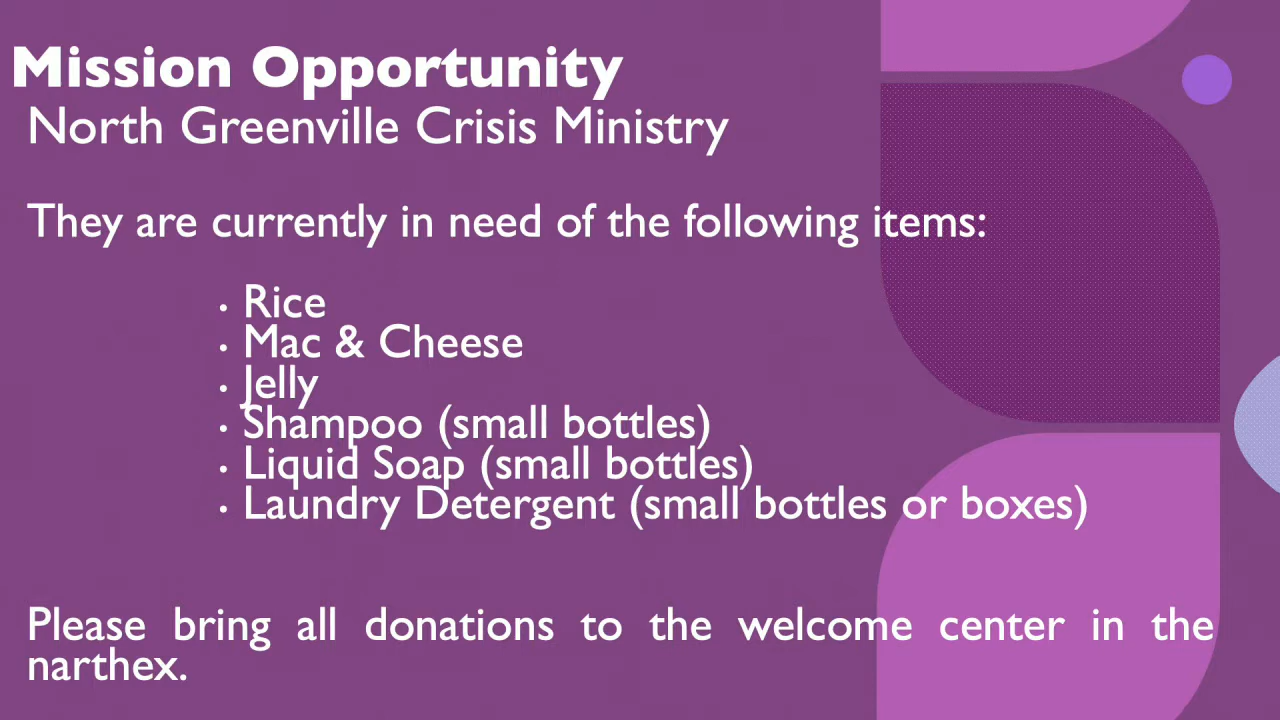 Mission Opportunity
North Greenville Crisis Ministry
They are currently in need of the following items:
• Rice
• Mac & Cheese
• Jelly
• Shampoo (small bottles)
• Liquid Soap (small bottles)
• Laundry Detergent (small bottles or boxes)
Please bring all donations to the welcome center in the
narthex.